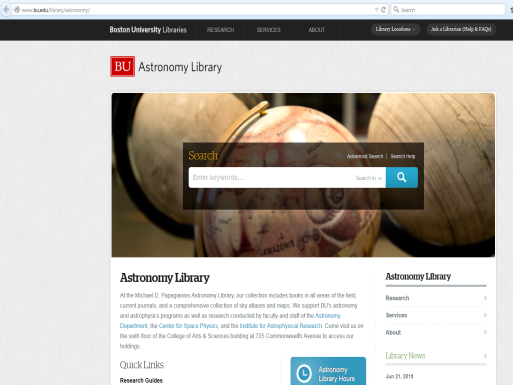 www.bu.edu/library/astronomy/
Search
Boston University Libraries
RESEARCH
SERVICES
ABOUT
Library Locations
Ask a Librarian (Help & FAQs)
BU Astronomy Library
Search
Advanced Search | Search Help
Enter keywords...
Search In
AMAZONIS
Astronomy Library
At the Michael D. Papagiannis Astronomy Library, our collection includes books in all areas of the field,
current journals, and a comprehensive collection of sky atlases and maps. We support BU's astronomy
and astrophysics programs as well as research conducted by faculty and staff of the Astronomy
Department, the Center for Space Physics, and the Institute for Astrophysical Research. Come visit us on
the sixth floor of the College of Arts & Sciences building at 725 Commonwealth Avenue to access our
holdings.
Quick Links
Research Guides
Astronomy
Library Hours
Astronomy Library
Research
Services
About
Library News
Jun 21, 2015